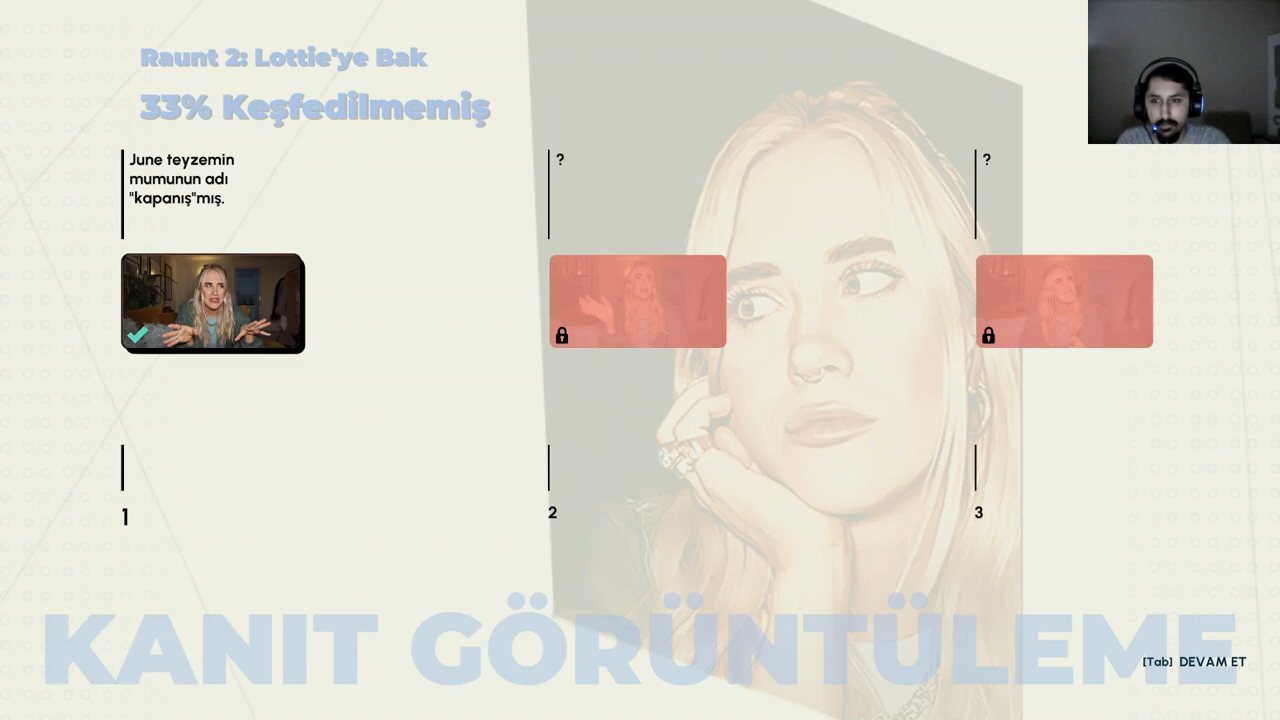 Raunt 2: Lottie'ye Bak
33% Keşfedilmemiş
June teyzemin
mumunun adı
"kapanış"mış.
?
?
1
2
3
KANIT GÖRÜNTÜLEME
[Tab] DEVAM ET